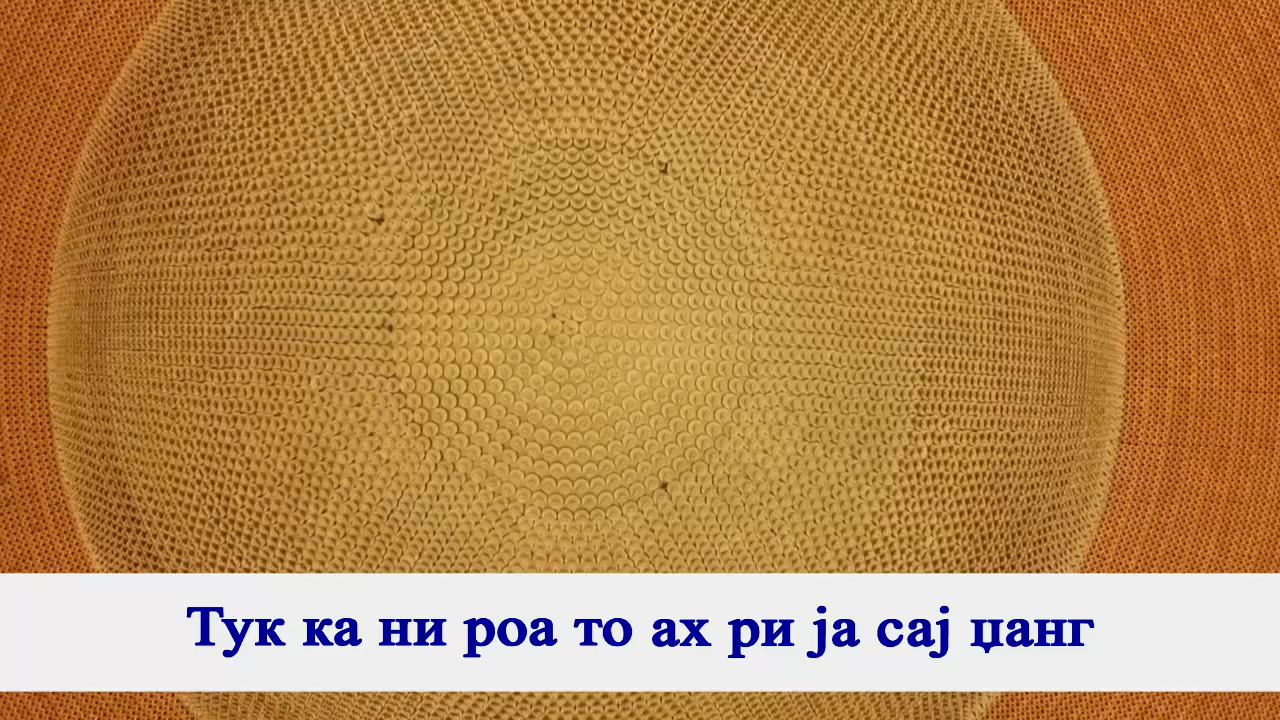 Тук ка ни роа то ах ри ја сај џанг